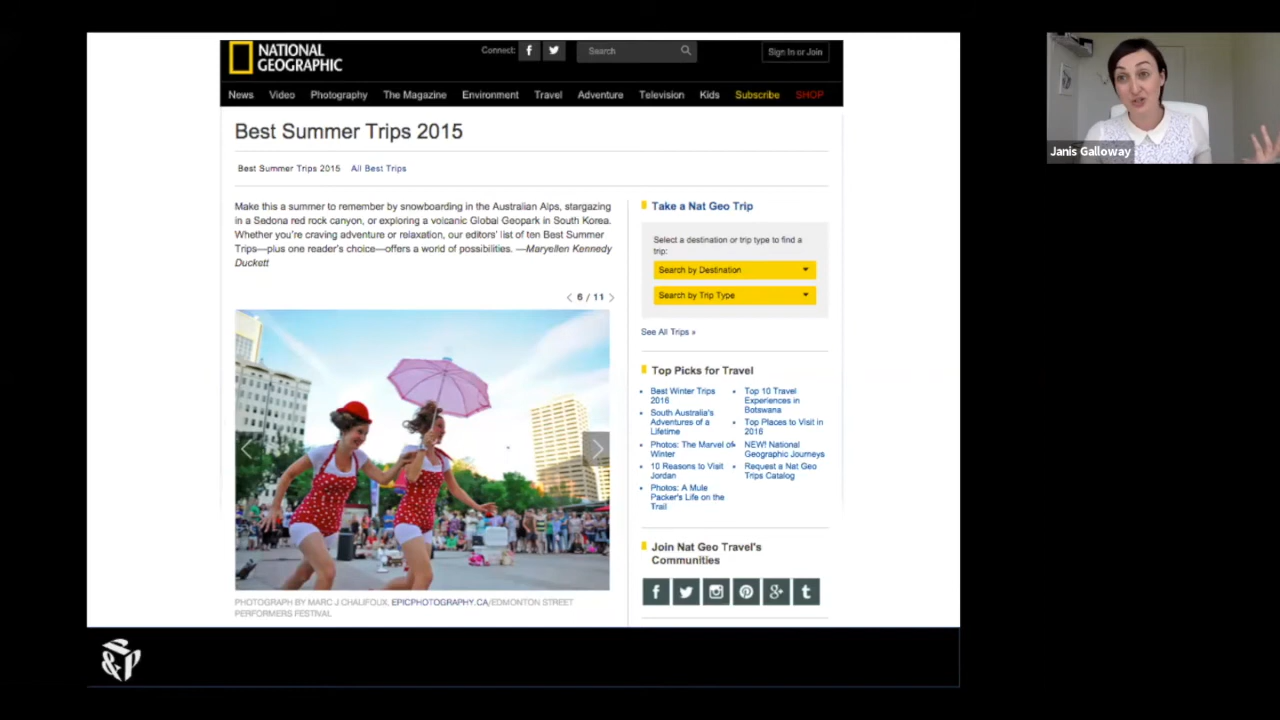 NATIONAL
GEOGRAPHIC
Connect:
Search
Sign In or Join
News Video Photography The Magazine Environment Travel Adventure Television Kids Subscribe SHOP
Best Summer Trips 2015
Best Summer Trips 2015 All Best Trips
Make this a summer to remember by snowboarding in the Australian Alps, stargazing
in a Sedona red rock canyon, or exploring a volcanic Global Geopark in South Korea.
Whether you're craving adventure or relaxation, our editors' list of ten Best Summer
Trips—plus one reader's choice—offers a world of possibilities. —Maryellen Kennedy
Duckett
6 / 11
PHOTOGRAPH BY MARC J CHALIFOUX, EPICPHOTOGRAPHY.CA/EDMONTON STREET
PERFORMERS FESTIVAL
Take a Nat Geo Trip
Select a destination or trip type to find a
trip:
Search by Destination
Search by Trip Type
See All Trips »
Top Picks for Travel
Best Winter Trips
2016
South Australia's
Adventures of a
Lifetime
Photos: The Marvel of
Winter
10 Reasons to Visit
Jordan
Photos: A Mule
Packer's Life on the
Trail
Top 10 Travel
Experiences in
Botswana
Top Places to Visit in
2016
NEW! National
Geographic Journeys
Request a Nat Geo
Trips Catalog
Join Nat Geo Travel's
Communities
S&P
Janis Galloway